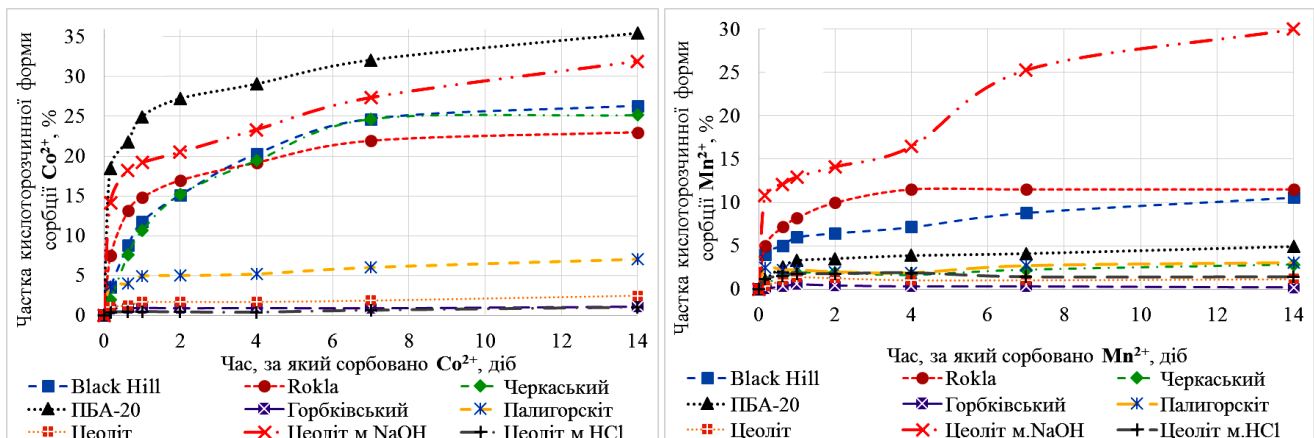 Частка кислоторозчинної форми
сорбції Co²⁺, %
35
30
25
20
15
10
5
0
0 2 4 6 8 10 12 14
Час, за який сорбовано Co²⁺, діб
Black Hill Rokla Черкаський
ПБА-20 Горбківський Палигорскіт
Цеоліт Цеоліт м.NaOH Цеоліт м.HCl
Частка кислоторозчинної форми
сорбції Mn²⁺, %
30
25
20
15
10
5
0
0 2 4 6 8 10 12 14
Час, за який сорбовано Mn²⁺, діб
Black Hill Rokla Черкаський
ПБА-20 Горбківський Палигорскіт
Цеоліт Цеоліт м.NaOH Цеоліт м.HCl